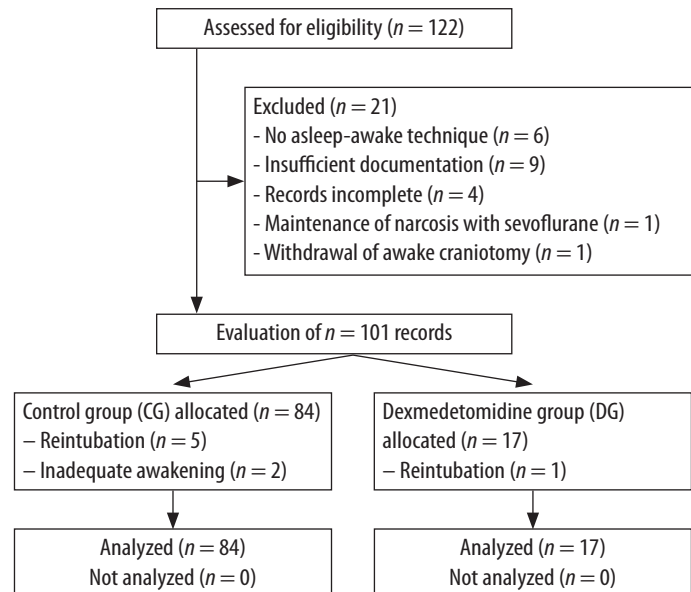 Assessed for eligibility (n = 122)
Excluded (n = 21)
- No asleep-awake technique (n = 6)
- Insufficient documentation (n = 9)
- Records incomplete (n = 4)
- Maintenance of narcosis with sevoflurane (n = 1)
- Withdrawal of awake craniotomy (n = 1)
Evaluation of n = 101 records
Control group (CG) allocated (n = 84)
– Reintubation (n = 5)
– Inadequate awakening (n = 2)
Dexmedetomidine group (DG)
allocated (n = 17)
– Reintubation (n = 1)
Analyzed (n = 84)
Not analyzed (n = 0)
Analyzed (n = 17)
Not analyzed (n = 0)